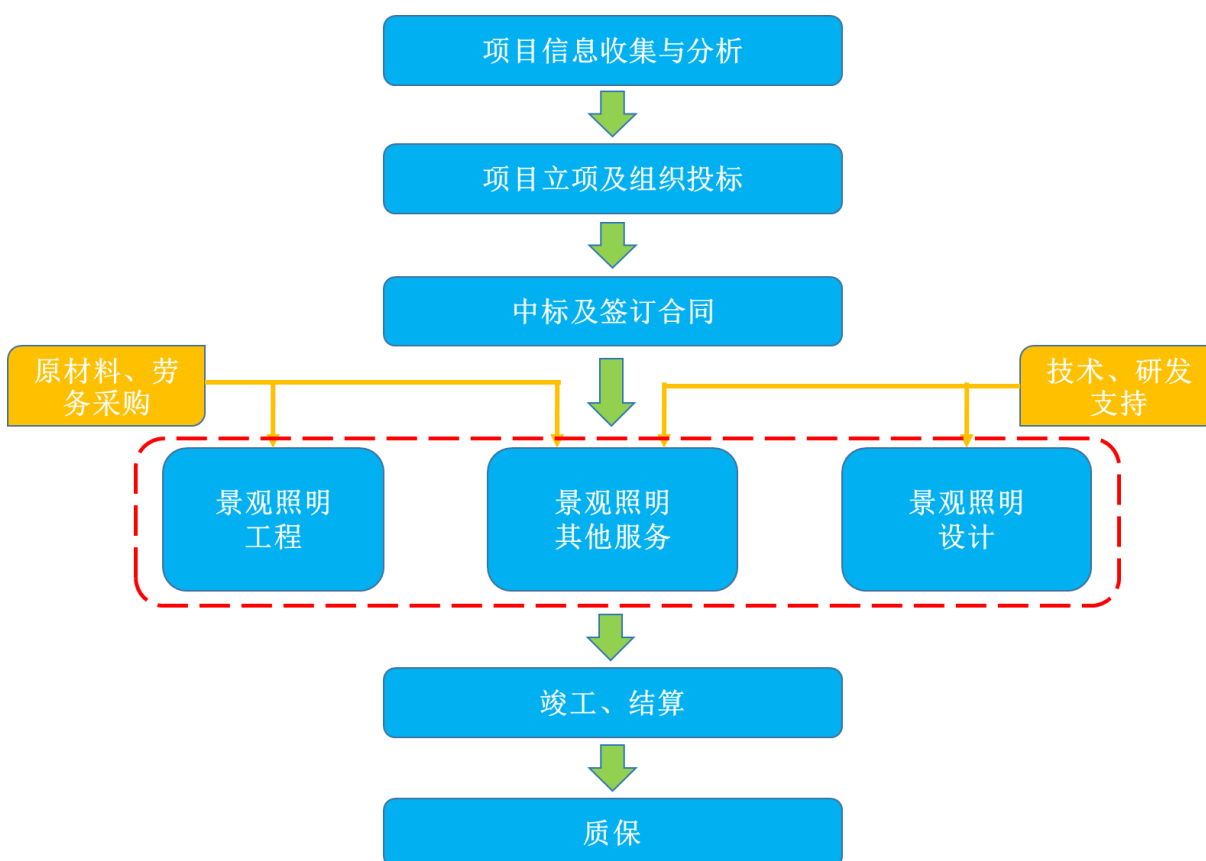 项目信息收集与分析
项目立项及组织投标
中标及签订合同
原材料、劳
务采购
技术、研发
支持
景观照明
工程
景观照明
其他服务
景观照明
设计
竣工、结算
质保